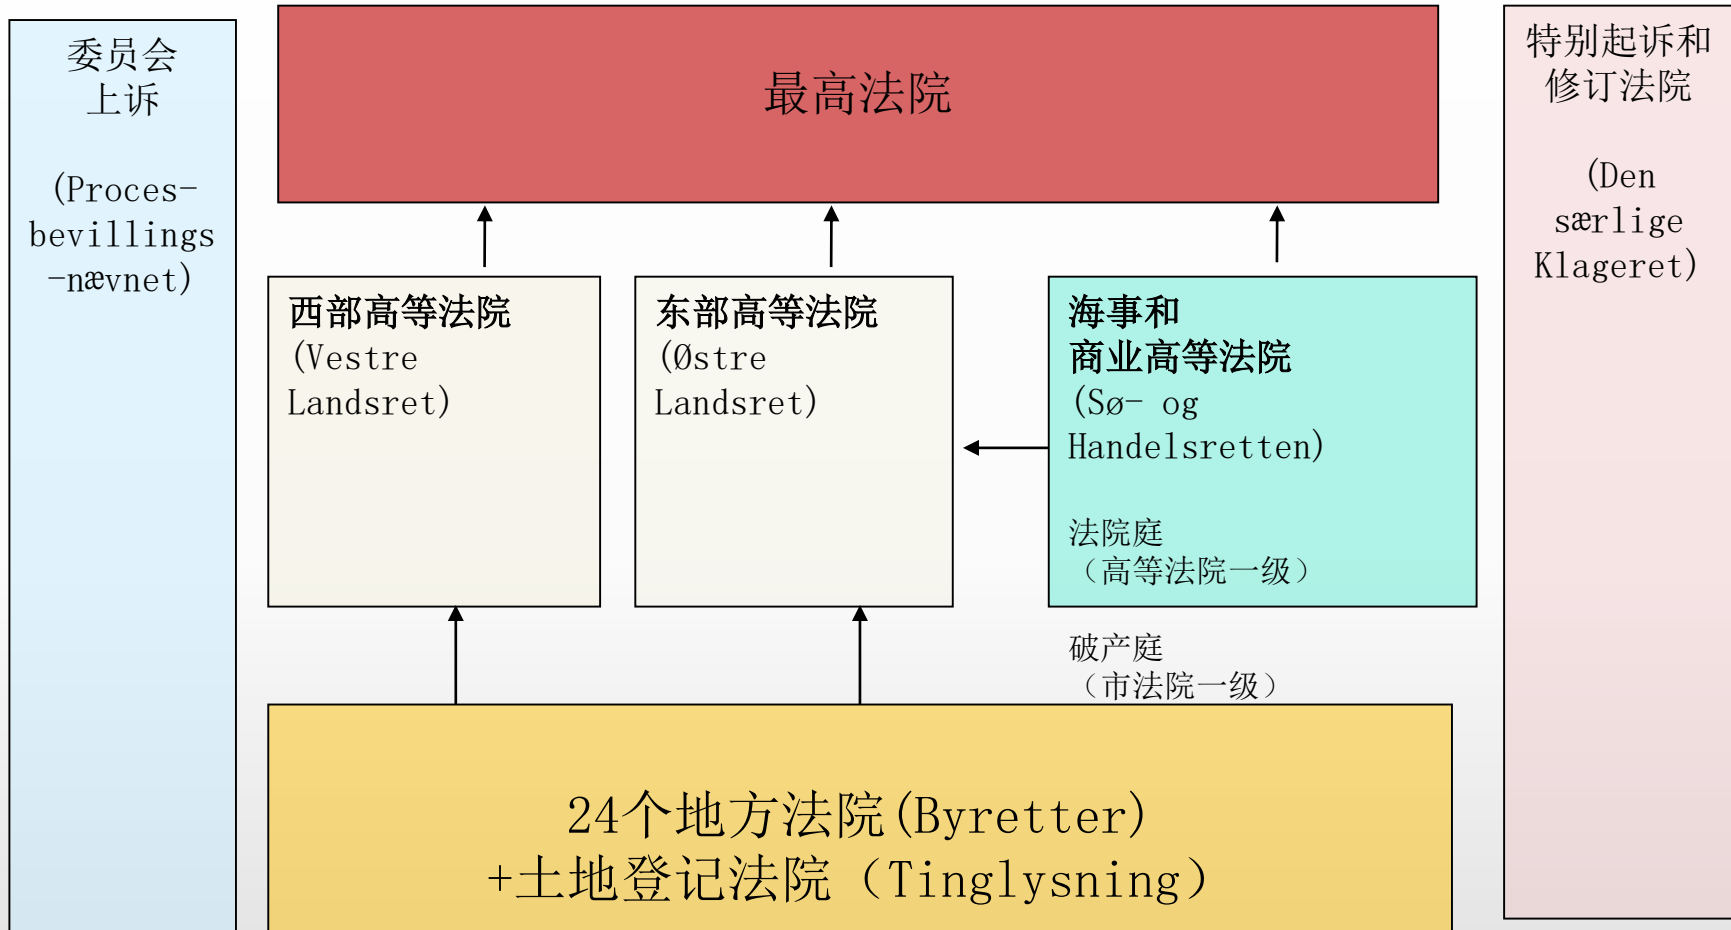 委员会
上诉
(Proces-
bevillings
-nævnet)
最高法院
特别起诉和
修订法院
(Den
særlige
Klageret)
西部高等法院
(Vestre
Landsret)
东部高等法院
(Østre
Landsret)
海事和
商业高等法院
(Sø- og
Handelsretten)
法院庭
（高等法院一级）
破产庭
（市法院一级）
24个地方法院(Byretter)
+土地登记法院（Tinglysning）